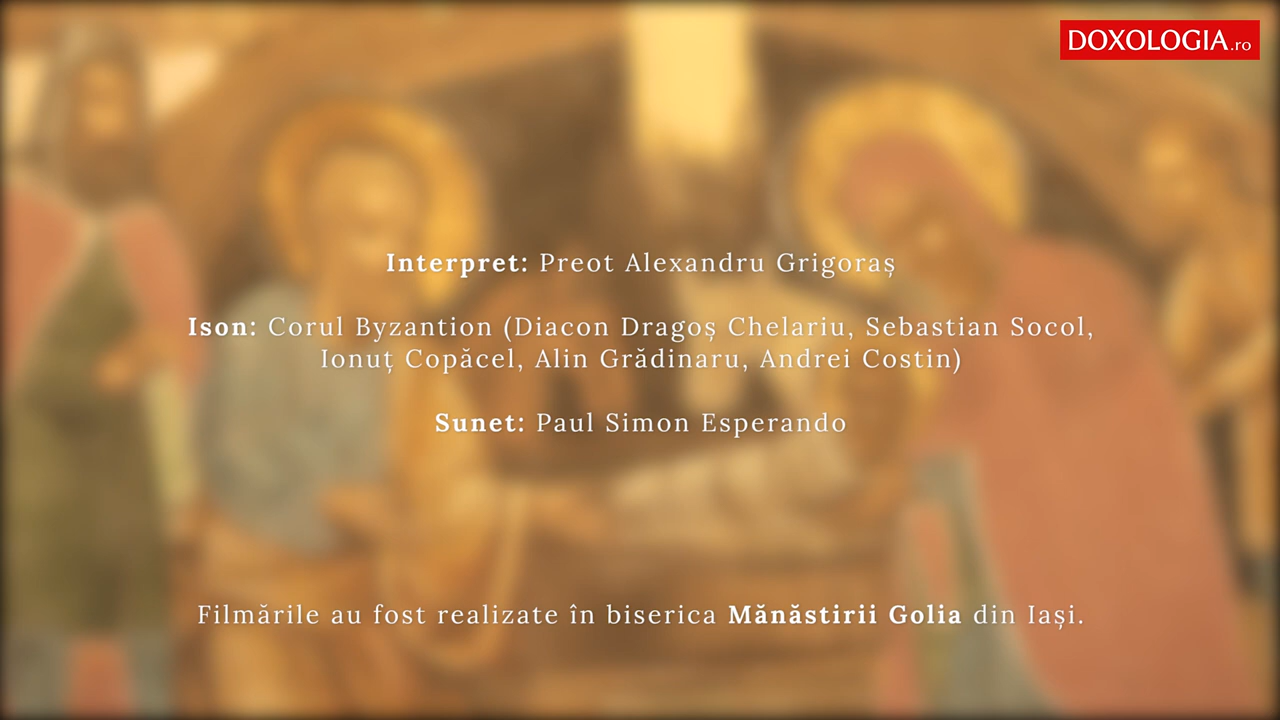 DOXOLOGIA.ro
Interpret: Preot Alexandru Grigoraș
Ison: Corul Byzantion (Diacon Dragoș Chelariu, Sebastian Socol,
Ionuț Copăcel, Alin Grădinaru, Andrei Costin)
Sunet: Paul Simon Esperando
Filmările au fost realizate în biserica Mănăstirii Golia din Iași.